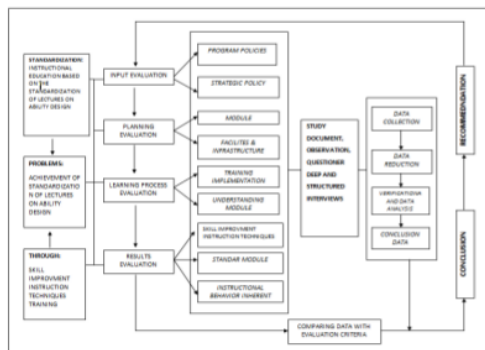 STANDARDIZATION:
INSTRUCTIONAL
EDUCATION BASED
ON THE
STANDARDIZATION
OF LECTURES ON
ABILITY DESIGN
PROBLEMS:
ACHIEVEMENT OF
STANDARDIZATIO
N OF LECTURES
ON ABILITY
DESIGN
THROUGH:
SKILL
IMPROVMENT
INSTRUCTION
TECHNIQUES
TRAINING
INPUT EVALUATION
PLANNING
EVALUATION
LEARNING PROCESS
EVALUATION
RESULTS
EVALUATION
PROGRAM POLICIES
STRATEGIC POLICY
MODULE
FACILITES &
INFRASTRUCTURE
TRAINING
IMPLEMENTATION
UNDERSTANDING
MODULE
SKILL IMPROVMENT
INSTRUCTION TECHNIQUES
STANDAR MODULE
INSTRUCTIONAL
BEHAVIOR INHERENT
STUDY
DOCUMENT,
OBSERVATION,
QUESTIONER
DEEP AND
STRUCTURED
INTERVIEWS
DATA
COLLECTION
DATA
REDUCTION
AND DATA
ANALYSIS
CONCLUSION
DATA
COMPARING DATA WITH
EVALUATION CRITERIA
CONCLUSION